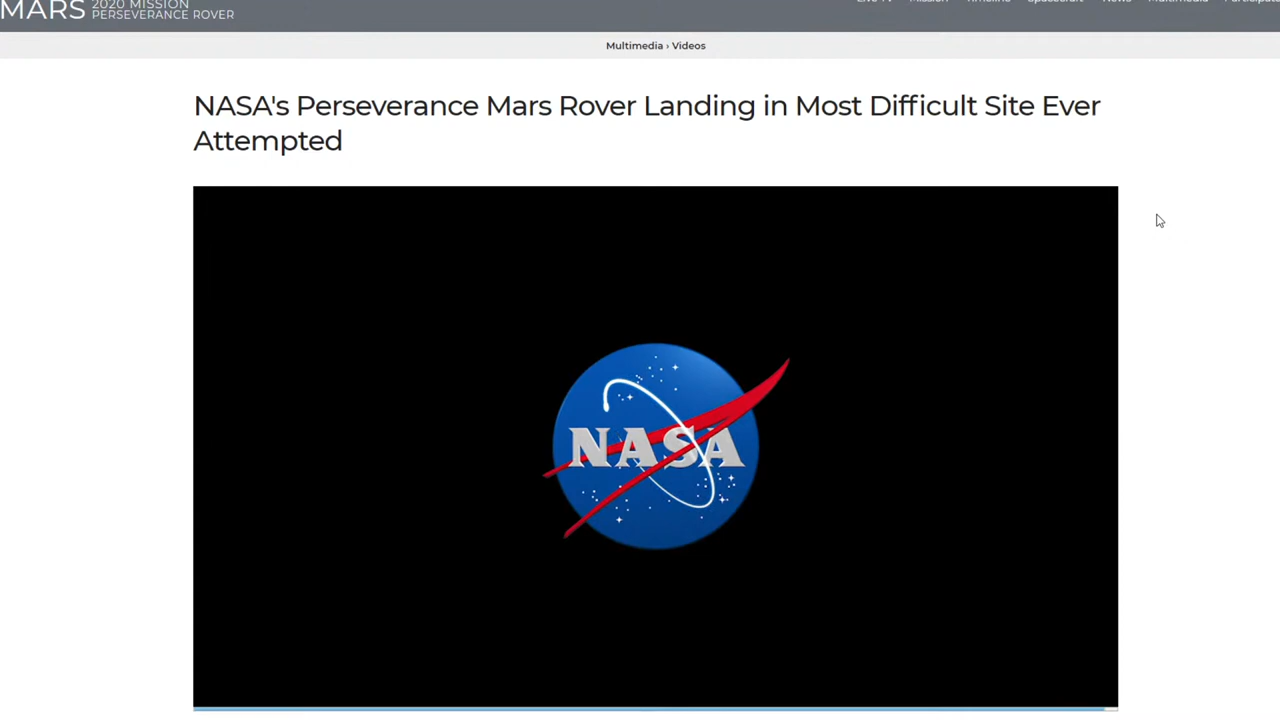 MARS 2020 MISSION
PERSEVERANCE ROVER
Multimedia › Videos
NASA's Perseverance Mars Rover Landing in Most Difficult Site Ever
Attempted
NASA